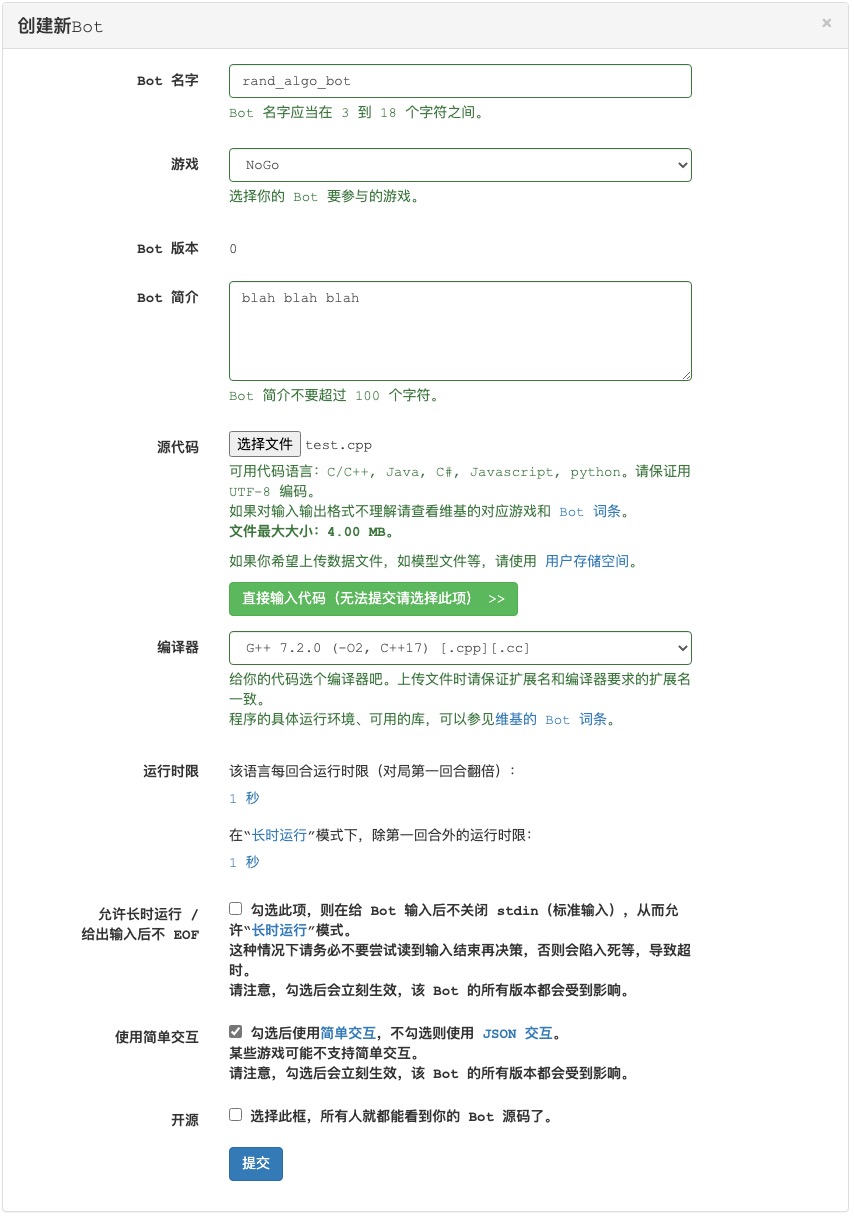 创建新Bot
×
Bot 名字
rand_algo_bot
Bot 名字应当在 3 到 18 个字符之间。
游戏
NoGo
选择你的 Bot 要参与的游戏。
Bot 版本
0
Bot 简介
blah blah blah
Bot 简介不要超过 100 个字符。
源代码
选择文件 test.cpp
可用代码语言：C/C++, Java, C#, Javascript, python。请保证用
UTF-8 编码。
如果对输入输出格式不理解请查看维基的对应游戏和 Bot 词条。
文件最大大小：4.00 MB。
如果你希望上传数据文件，如模型文件等，请使用 用户存储空间。
直接输入代码（无法提交请选择此项） >>
编译器
G++ 7.2.0 (-O2, C++17) [.cpp][.cc]
给你的代码选个编译器吧。上传文件时请保证扩展名和编译器要求的扩展名
一致。
程序的具体运行环境、可用的库，可以参见维基的 Bot 词条。
运行时限
该语言每回合运行时限（对局第一回合翻倍）：
1 秒
在“长时运行”模式下，除第一回合外的运行时限：
1 秒
允许长时运行 /
给出输入后不 EOF
勾选此项，则在给 Bot 输入后不关闭 stdin（标准输入），从而允
许“长时运行”模式。
这种情况下请务必不要尝试读到输入结束再决策，否则会陷入死等，导致超
时。
请注意，勾选后会立刻生效，该 Bot 的所有版本都会受到影响。
使用简单交互
勾选后使用简单交互，不勾选则使用 JSON 交互。
某些游戏可能不支持简单交互。
请注意，勾选后会立刻生效，该 Bot 的所有版本都会受到影响。
开源
选择此框，所有人就都能看到你的 Bot 源码了。
提交